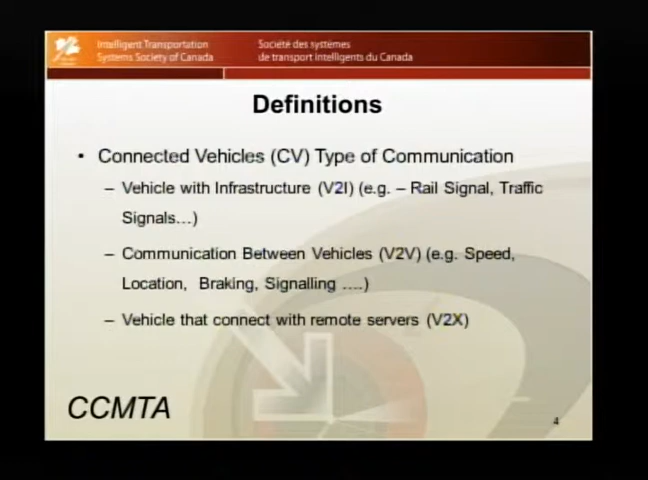 Intelligent Transportation
Systems Society of Canada
Société des systèmes
de transport intelligents du Canada
Definitions
• Connected Vehicles (CV) Type of Communication
– Vehicle with Infrastructure (V2I) (e.g. – Rail Signal, Traffic
Signals…)
– Communication Between Vehicles (V2V) (e.g. Speed,
Location, Braking, Signalling ….)
– Vehicle that connect with remote servers (V2X)
CCMTA
4